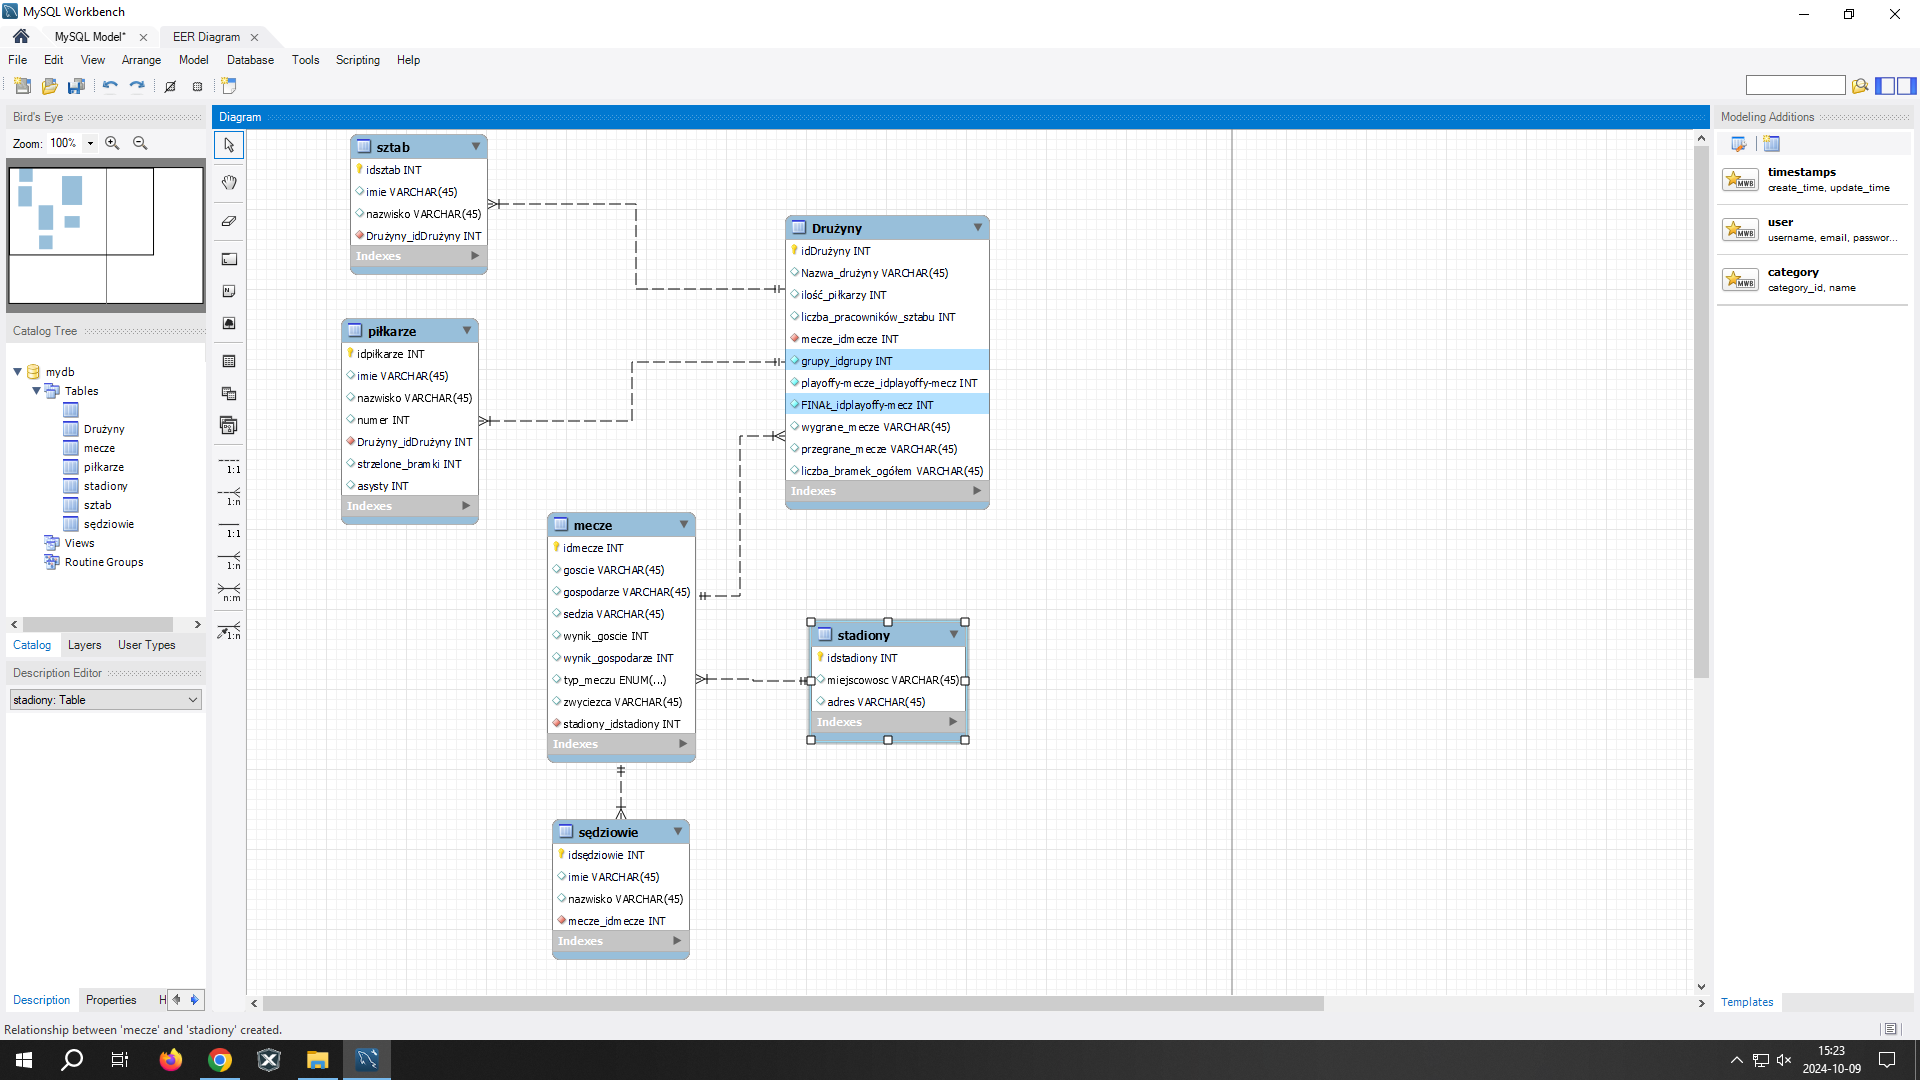 MySQL Workbench
MySQL Model*
EER Diagram
File Edit View Arrange Model Database Tools Scripting Help
Bird's Eye
Zoom: 100%
Catalog Tree
mydb
Tables
Drużyny
mecze
piłkarze
stadiony
sztab
sędziowie
Views
Routine Groups
Catalog Layers User Types
Description Editor
stadiony: Table
Description Properties H
Diagram
1:1
1:n
1:1
1:n
n:m
1:n
sztab
idsztab INT
imie VARCHAR(45)
nazwisko VARCHAR(45)
Drużyny_idDrużyny INT
Indexes
piłkarze
idpiłkarze INT
imie VARCHAR(45)
nazwisko VARCHAR(45)
numer INT
Drużyny_idDrużyny INT
strzelone_bramki INT
asysty INT
Indexes
Drużyny
idDrużyny INT
Nazwa_drużyny VARCHAR(45)
ilość_piłkarzy INT
liczba_pracowników_sztabu INT
mecze_idmecze INT
grupy_idgrupy INT
playoffy-mecze_idplayoffy-mecz INT
FINAŁ_idplayoffy-mecz INT
wygrane_mecze VARCHAR(45)
przegrane_mecze VARCHAR(45)
liczba_bramek_ogółem VARCHAR(45)
Indexes
mecze
idmecze INT
goscie VARCHAR(45)
gospodarze VARCHAR(45)
sedzia VARCHAR(45)
wynik_goscie INT
wynik_gospodarze INT
typ_meczu ENUM(...)
zwyciezca VARCHAR(45)
stadiony_idstadiony INT
Indexes
stadiony
idstadiony INT
miejscowosc VARCHAR(45)
adres VARCHAR(45)
Indexes
sędziowie
idsędziowie INT
imie VARCHAR(45)
nazwisko VARCHAR(45)
mecze_idmecze INT
Indexes
Modeling Additions
MWB
timestamps
create_time, update_time
MWB
user
username, email, passwor...
MWB
category
category_id, name
Templates
Relationship between 'mecze' and 'stadiony' created.
15:23
2024-10-09